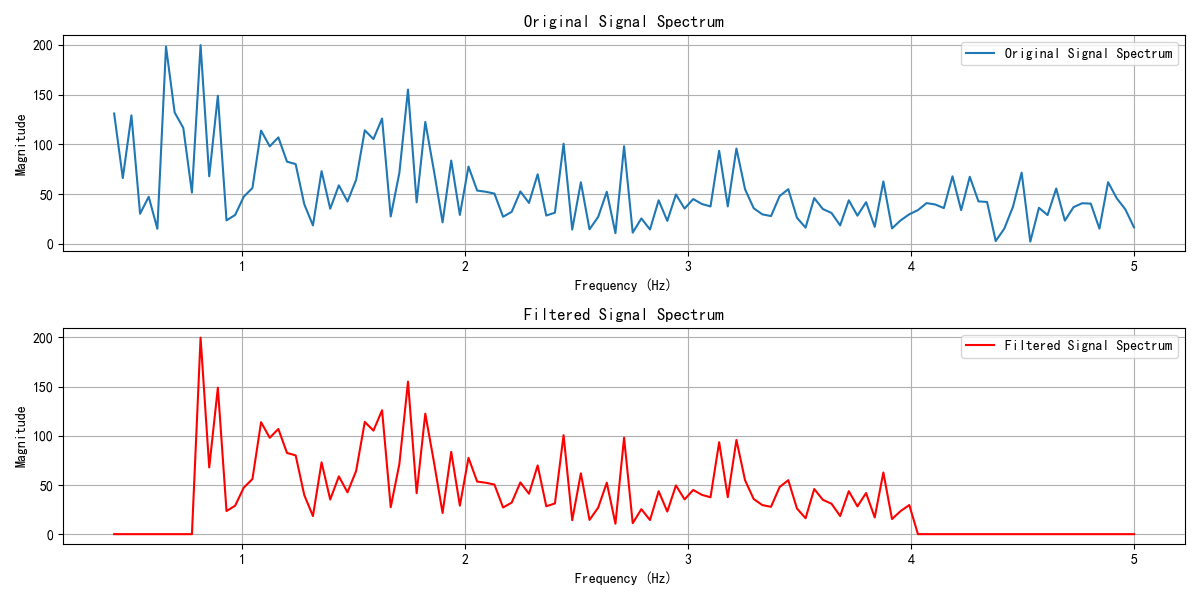 Original Signal Spectrum
Original Signal Spectrum
Magnitude
200
150
100
50
0
1 2 3 4 5
Frequency (Hz)
Filtered Signal Spectrum
Filtered Signal Spectrum
Magnitude
200
150
100
50
0
1 2 3 4 5
Frequency (Hz)